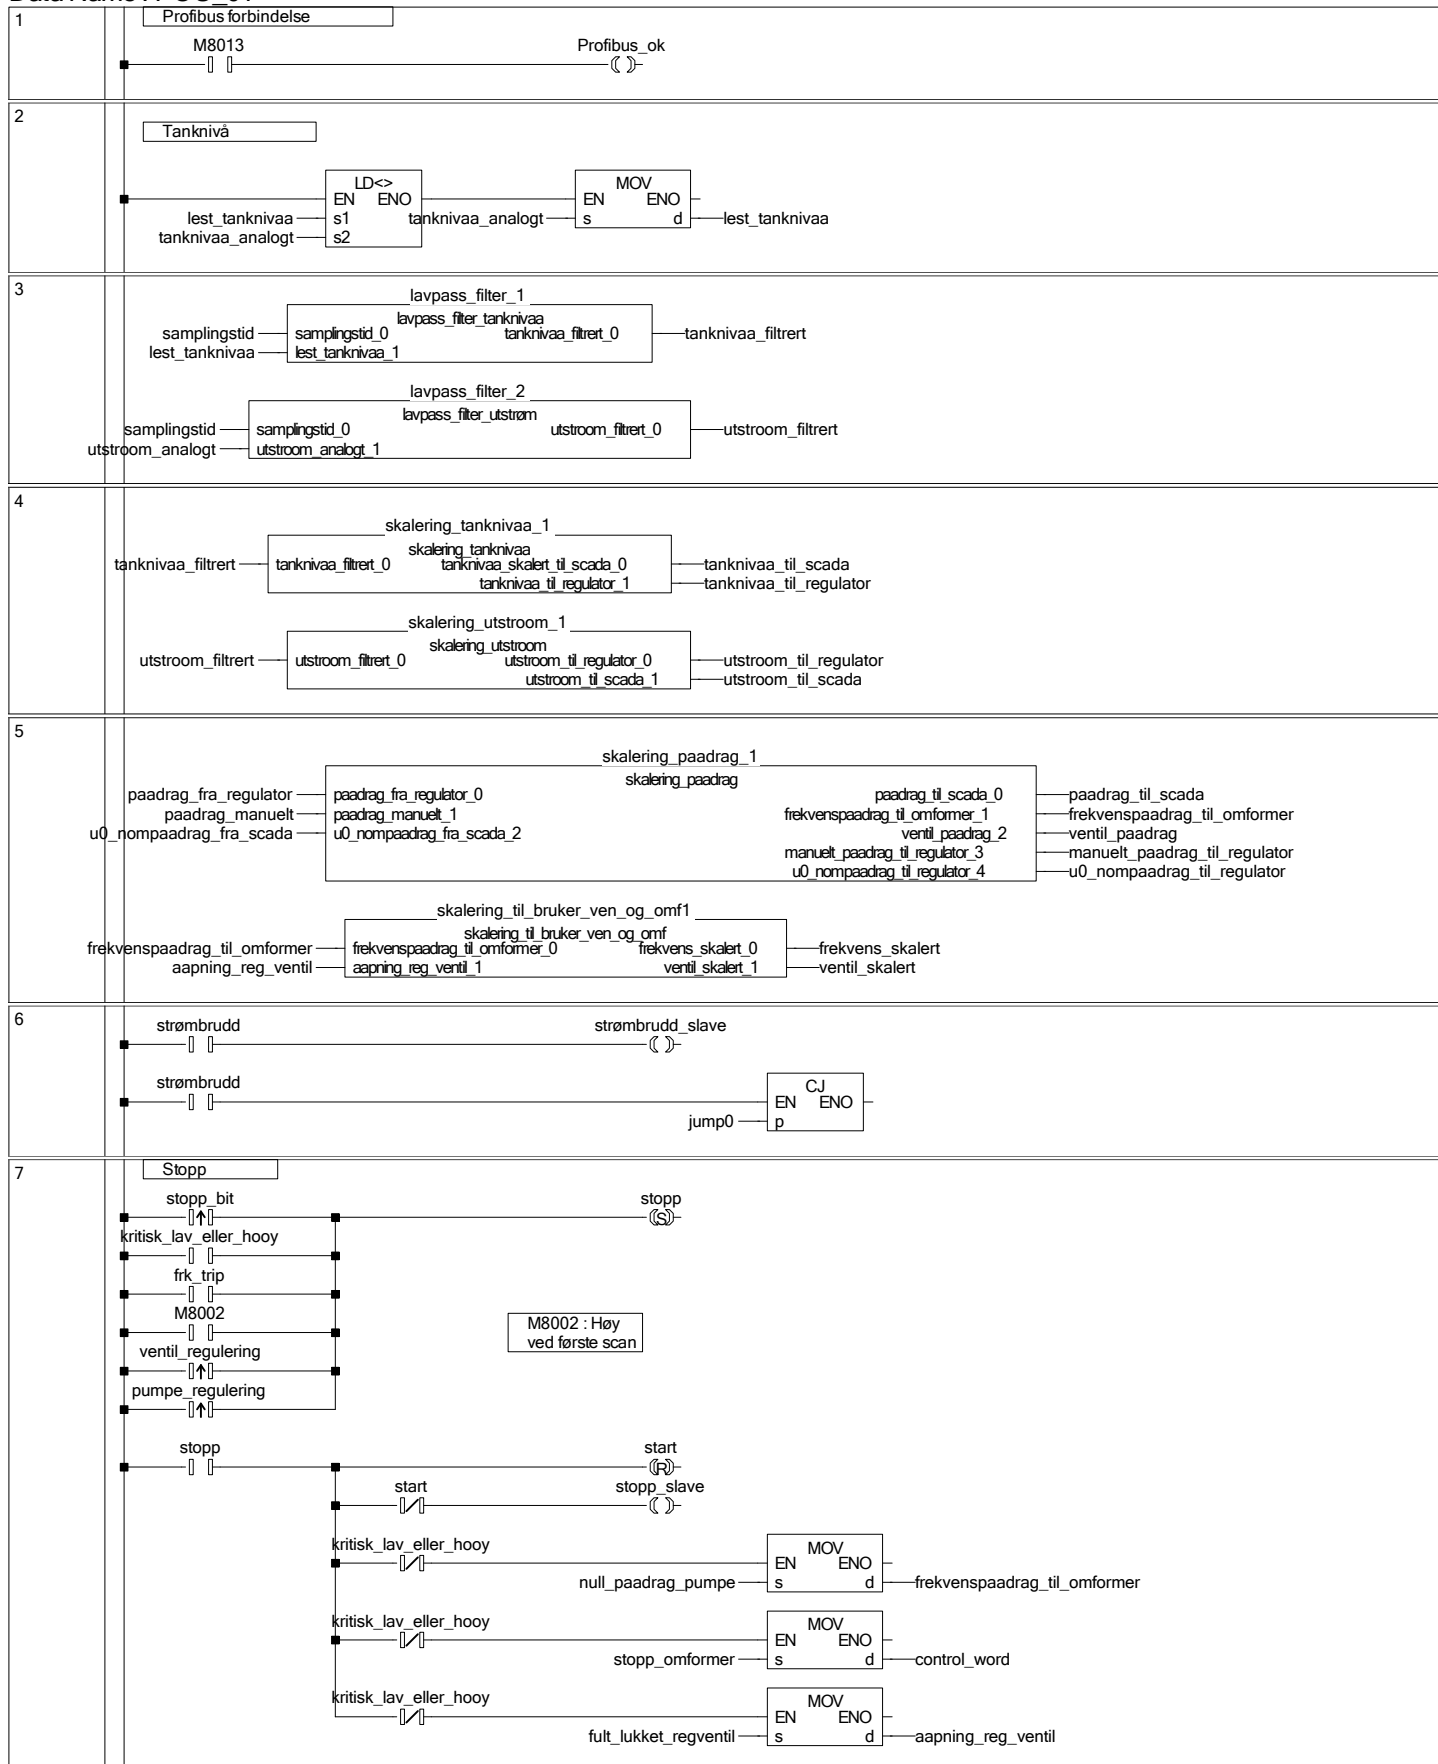 1
Profibus forbindelse
M8013 Profibus_ok
2
Tanknivå
LD<> MOV
EN ENO EN ENO
lest_tanknivaa s1 tanknivaa_analogt s d lest_tanknivaa
tanknivaa_analogt s2
3
lavpass_filter_1
lavpass_filter_tanknivaa
samplingstid samplingstid_0 tanknivaa_filtrert_0 tanknivaa_filtrert
lest_tanknivaa lest_tanknivaa_1
lavpass_filter_2
lavpass_filter_utstrøm
samplingstid samplingstid_0 utstroom_filtrert_0 utstroom_filtrert
utstroom_analogt utstroom_analogt_1
4
skalering_tanknivaa_1
skalering_tanknivaa
tanknivaa_filtrert tanknivaa_filtrert_0 tanknivaa_skalert_til_scada_0 tanknivaa_til_scada
tanknivaa_til_regulator_1 tanknivaa_til_regulator
skalering_utstroom_1
skalering_utstroom
utstroom_filtrert utstroom_filtrert_0 utstroom_til_regulator_0 utstroom_til_regulator
utstroom_til_scada_1 utstroom_til_scada
5
skalering_paadrag_1
skalering_paadrag
paadrag_fra_regulator paadrag_fra_regulator_0 paadrag_til_scada_0 paadrag_til_scada
paadrag_manuelt paadrag_manuelt_1 frekvenspaadrag_til_omformer_1 frekvenspaadrag_til_omformer
u0_nompaadrag_fra_scada u0_nompaadrag_fra_scada_2 ventil_paadrag_2 ventil_paadrag
manuelt_paadrag_til_regulator_3 manuelt_paadrag_til_regulator
u0_nompaadrag_til_regulator_4 u0_nompaadrag_til_regulator
skalering_til_bruker_ven_og_omf1
skalering_til_bruker_ven_og_omf
frekvenspaadrag_til_omformer frekvenspaadrag_til_omformer_0 frekvens_skalert_0 frekvens_skalert
aapning_reg_ventil aapning_reg_ventil_1 ventil_skalert_1 ventil_skalert
6
strømbrudd strømbrudd_slave
strømbrudd
CJ
EN ENO
jump0 p
7
Stopp
stopp_bit stopp
S
kritisk_lav_eller_hooy
frk_trip
M8002
M8002 : Høy
ved første scan
ventil_regulering
pumpe_regulering
stopp start
R
start stopp_slave
kritisk_lav_eller_hooy
MOV
EN ENO
null_paadrag_pumpe s d frekvenspaadrag_til_omformer
kritisk_lav_eller_hooy
MOV
EN ENO
stopp_omformer s d control_word
kritisk_lav_eller_hooy
MOV
EN ENO
fult_lukket_regventil s d aapning_reg_ventil